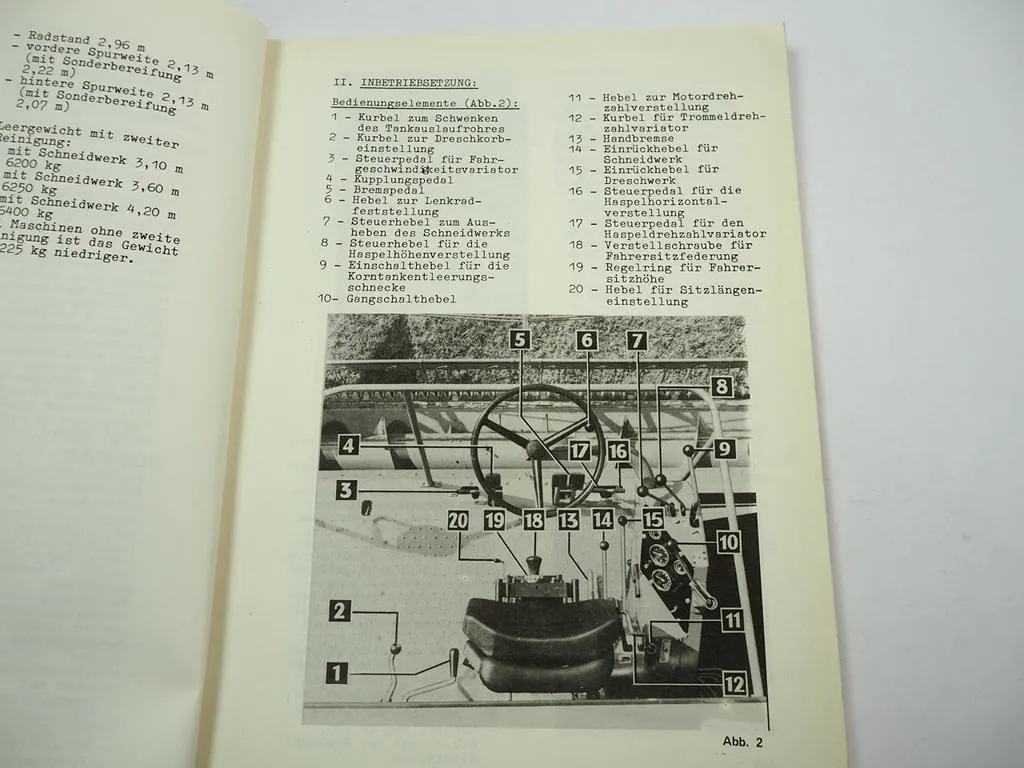 - Radstand 2,96 m
- vordere Spurweite 2,13 m
(mit Sonderbereifung
2,22 m)
- hintere Spurweite 2,13 m
(mit Sonderbereifung
2,07 m)
Leergewicht mit zweiter
Reinigung:
mit Schneidwerk 3,10 m
6200 kg
mit Schneidwerk 3,60 m
6250 kg
mit Schneidwerk 4,20 m
6400 kg
Maschinen ohne zweite
nigung ist das Gewicht
225 kg niedriger.
II. INBETRIEBSETZUNG:
Bedienungselemente (Abb.2):
1 - Kurbel zum Schwenken
des Tankauslaufrohres
2 - Kurbel zur Dreschkorb-
einstellung
3 - Steuerpedal für Fahr-
geschwindigkeitsvariator
4 - Kupplungspedal
5 - Bremspedal
6 - Hebel zur Lenkrad-
feststellung
7 - Steuerhebel zum Aus-
heben des Schneidwerks
8 - Steuerhebel für die
Haspelhöhenverstellung
9 - Einschalthebel für die
Korntankentleerungs-
schnecke
10- Gangschalthebel
11 - Hebel zur Motordreh-
zahlverstellung
12 - Kurbel für Trommeldreh-
zahlvariator
13 - Handbremse
14 - Einrückhebel für
Schneidwerk
15 - Einrückhebel für
Dreschwerk
16 - Steuerpedal für die
Haspelhorizontal-
verstellung
17 - Steuerpedal für den
Haspeldrehzahlvariator
18 - Verstellschraube für
Fahrersitzfederung
19 - Regelring für Fahrer-
sitzhöhe
20 - Hebel für Sitzlängen-
einstellung
5 6 7
8
4 17 16 9
3
20 19 18 13 14 15
10
2
11
1
12
Abb. 2